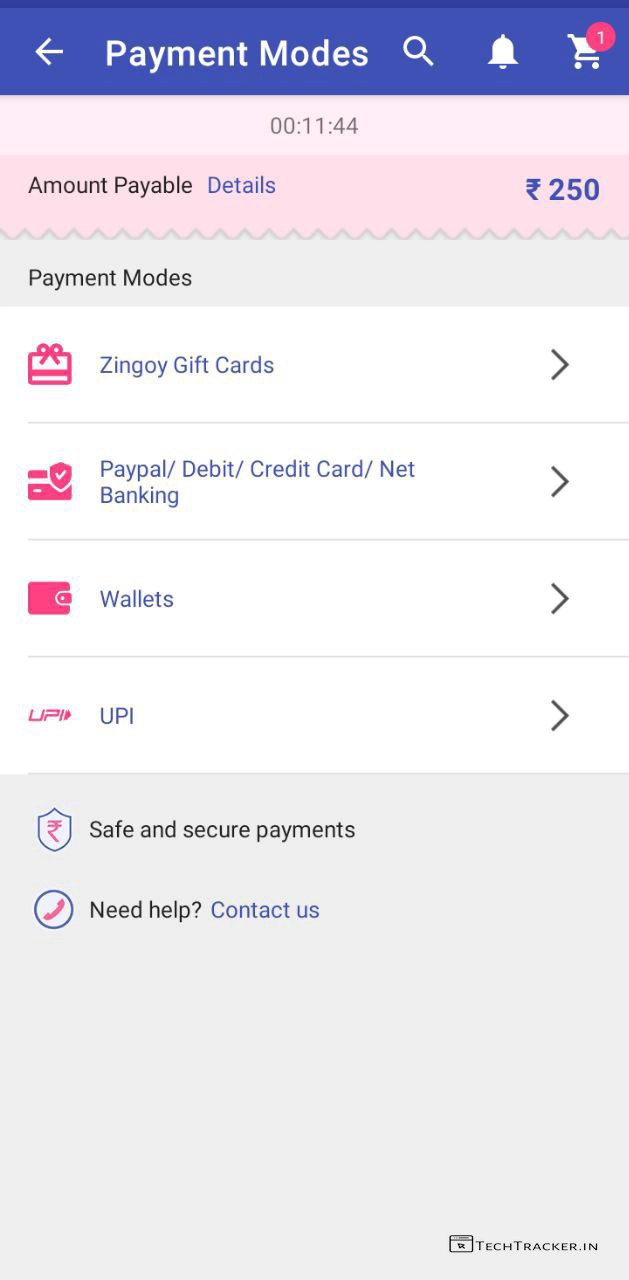 Payment Modes
1
00:11:44
Amount Payable Details ₹ 250
Payment Modes
Zingoy Gift Cards
Paypal/ Debit/ Credit Card/ Net
Banking
Wallets
UPI UPI
₹ Safe and secure payments
Need help? Contact us
TECHTRACKER.IN